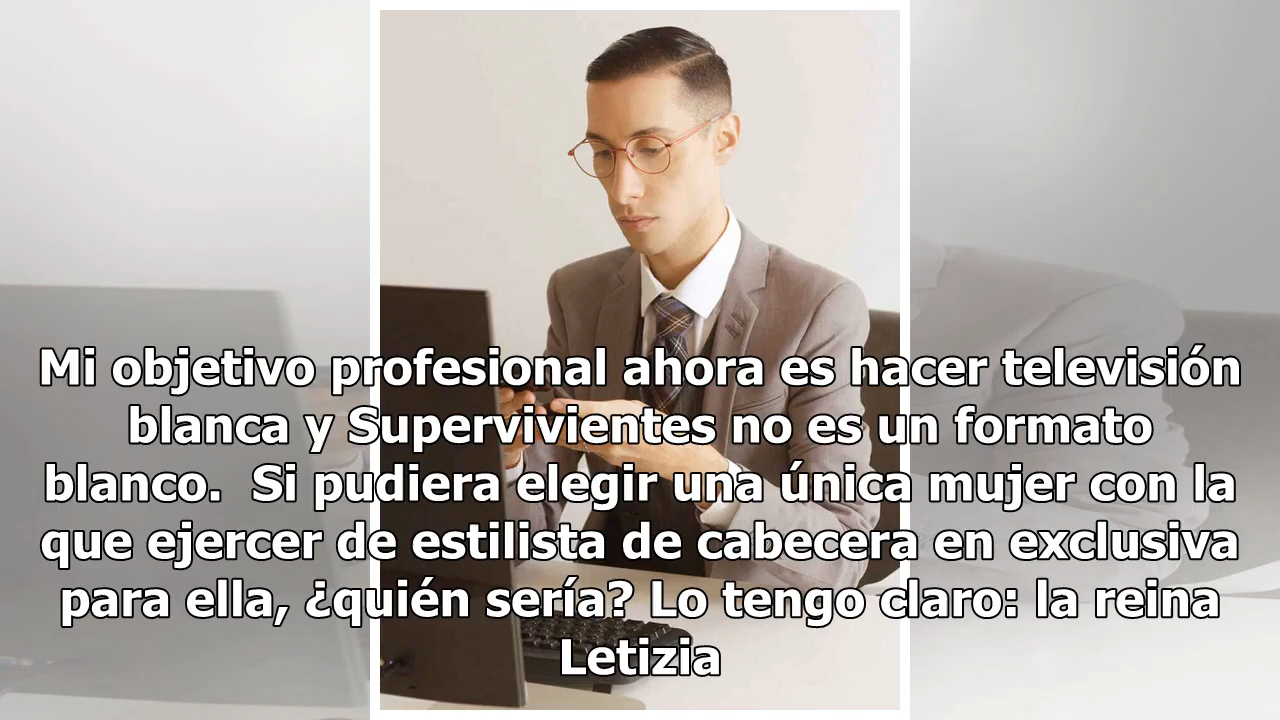 Mi objetivo profesional ahora es hacer televisión
blanca y Supervivientes no es un formato
blanco.  Si pudiera elegir una única mujer con la
que ejercer de estilista de cabecera en exclusiva
para ella, ¿quién sería? Lo tengo claro: la reina
Letizia